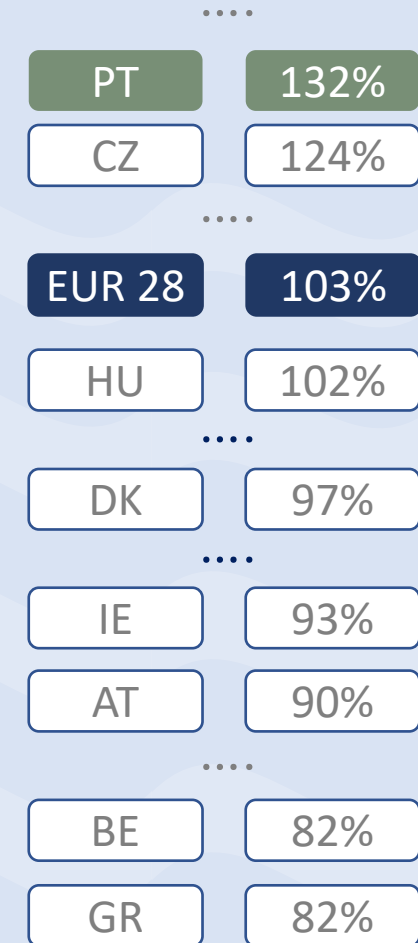 ....
PT 132%
CZ 124%
....
EUR 28 103%
HU 102%
....
DK 97%
....
IE 93%
AT 90%
....
BE 82%
GR 82%